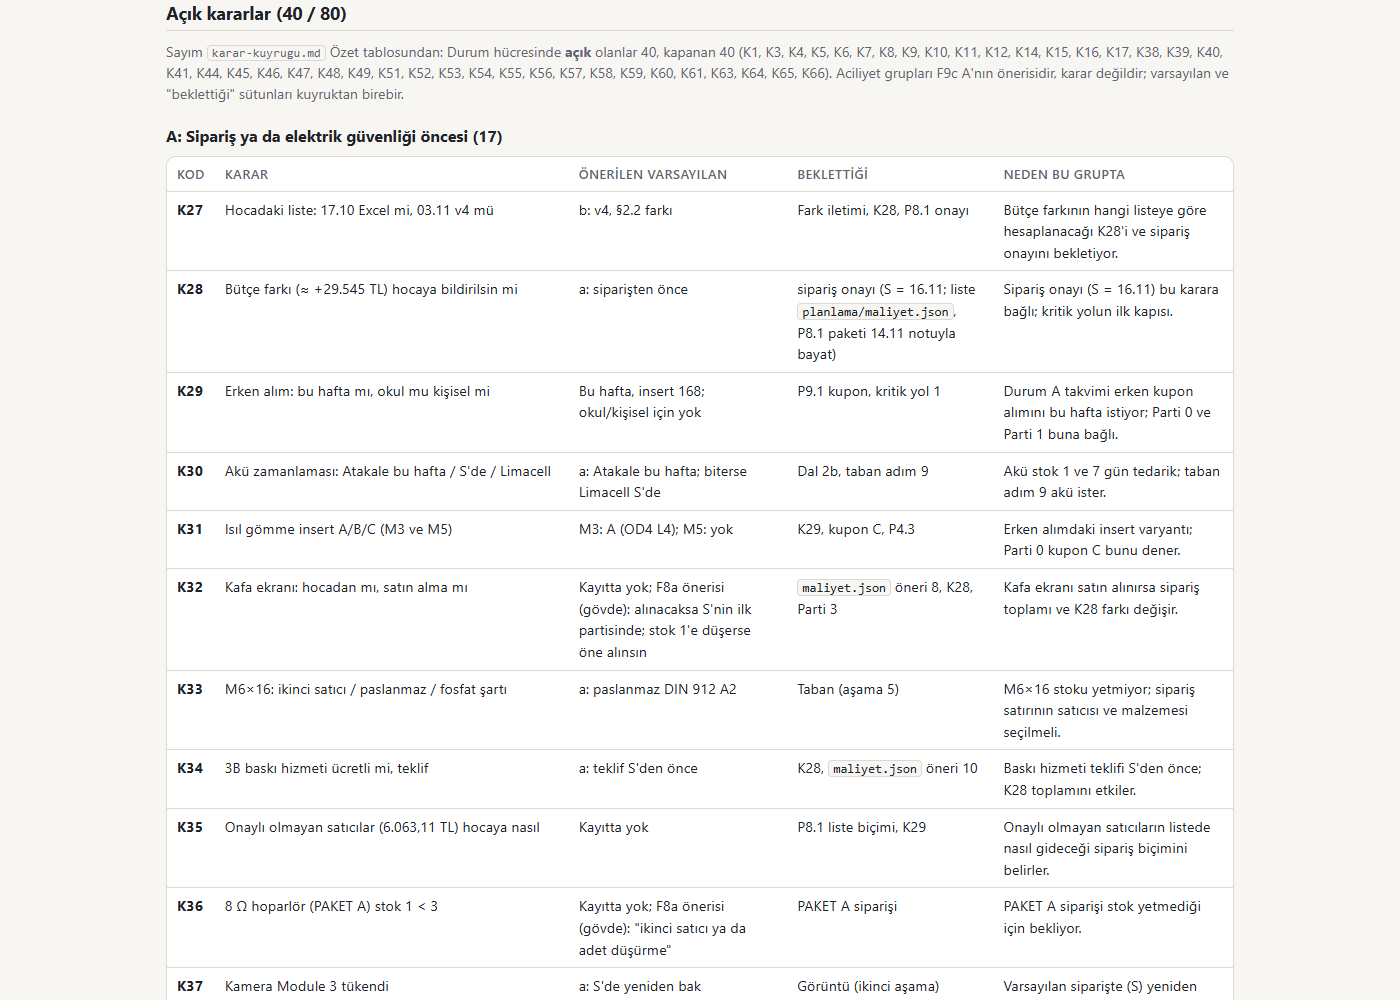 Açık kararlar (40 / 80)
Sayım karar-kuyrugu.md Özet tablosundan: Durum hücresinde açık olanlar 40, kapanan 40 (K1, K3, K4, K5, K6, K7, K8, K9, K10, K11, K12, K14, K15, K16, K17, K38, K39, K40,
K41, K44, K45, K46, K47, K48, K49, K51, K52, K53, K54, K55, K56, K57, K58, K59, K60, K61, K63, K64, K65, K66). Aciliyet grupları F9c A'nın önerisidir, karar değildir; varsayılan ve
"beklettiği" sütunları kuyruktan birebir.
A: Sipariş ya da elektrik güvenliği öncesi (17)
KOD KARAR ÖNERİLEN VARSAYILAN BEKLETTİĞİ NEDEN BU GRUPTA
K27 Hocadaki liste: 17.10 Excel mi, 03.11 v4 mü b: v4, §2.2 farkı Fark iletimi, K28, P8.1 onayı Bütçe farkının hangi listeye göre
hesaplanacağı K28'i ve sipariş
onayını bekletiyor.
K28 Bütçe farkı (≈ +29.545 TL) hocaya bildirilsin mi a: siparişten önce sipariş onayı (S = 16.11; liste Sipariş onayı (S = 16.11) bu karara
planlama/maliyet.json, bağlı; kritik yolun ilk kapısı.
P8.1 paketi 14.11 notuyla
bayat)
K29 Erken alım: bu hafta mı, okul mu kişisel mi Bu hafta, insert 168; P9.1 kupon, kritik yol 1 Durum A takvimi erken kupon
okul/kişisel için yok alımını bu hafta istiyor; Parti 0 ve
Parti 1 buna bağlı.
K30 Akü zamanlaması: Atakale bu hafta / S'de / Limacell a: Atakale bu hafta; biterse Dal 2b, taban adım 9 Akü stok 1 ve 7 gün tedarik; taban
Limacell S'de adım 9 akü ister.
K31 Isıl gömme insert A/B/C (M3 ve M5) M3: A (OD4 L4); M5: yok K29, kupon C, P4.3 Erken alımdaki insert varyantı;
Parti 0 kupon C bunu dener.
K32 Kafa ekranı: hocadan mı, satın alma mı Kayıtta yok; F8a önerisi maliyet.json öneri 8, K28, Kafa ekranı satın alınırsa sipariş
(gövde): alınacaksa S'nin ilk Parti 3 toplamı ve K28 farkı değişir.
partisinde; stok 1'e düşerse
öne alınsın
K33 M6×16: ikinci satıcı / paslanmaz / fosfat şartı a: paslanmaz DIN 912 A2 Taban (aşama 5) M6×16 stoku yetmiyor; sipariş
satırının satıcısı ve malzemesi
seçilmeli.
K34 3B baskı hizmeti ücretli mi, teklif a: teklif S'den önce K28, maliyet.json öneri 10 Baskı hizmeti teklifi S'den önce;
K28 toplamını etkiler.
K35 Onaylı olmayan satıcılar (6.063,11 TL) hocaya nasıl Kayıtta yok P8.1 liste biçimi, K29 Onaylı olmayan satıcıların listede
nasıl gideceği sipariş biçimini
belirler.
K36 8 Ω hoparlör (PAKET A) stok 1 < 3 Kayıtta yok; F8a önerisi PAKET A siparişi PAKET A siparişi stok yetmediği
(gövde): "ikinci satıcı ya da için bekliyor.
adet düşürme"
K37 Kamera Module 3 tükendi a: S'de yeniden bak Görüntü (ikinci aşama) Varsayılan siparişte (S) yeniden